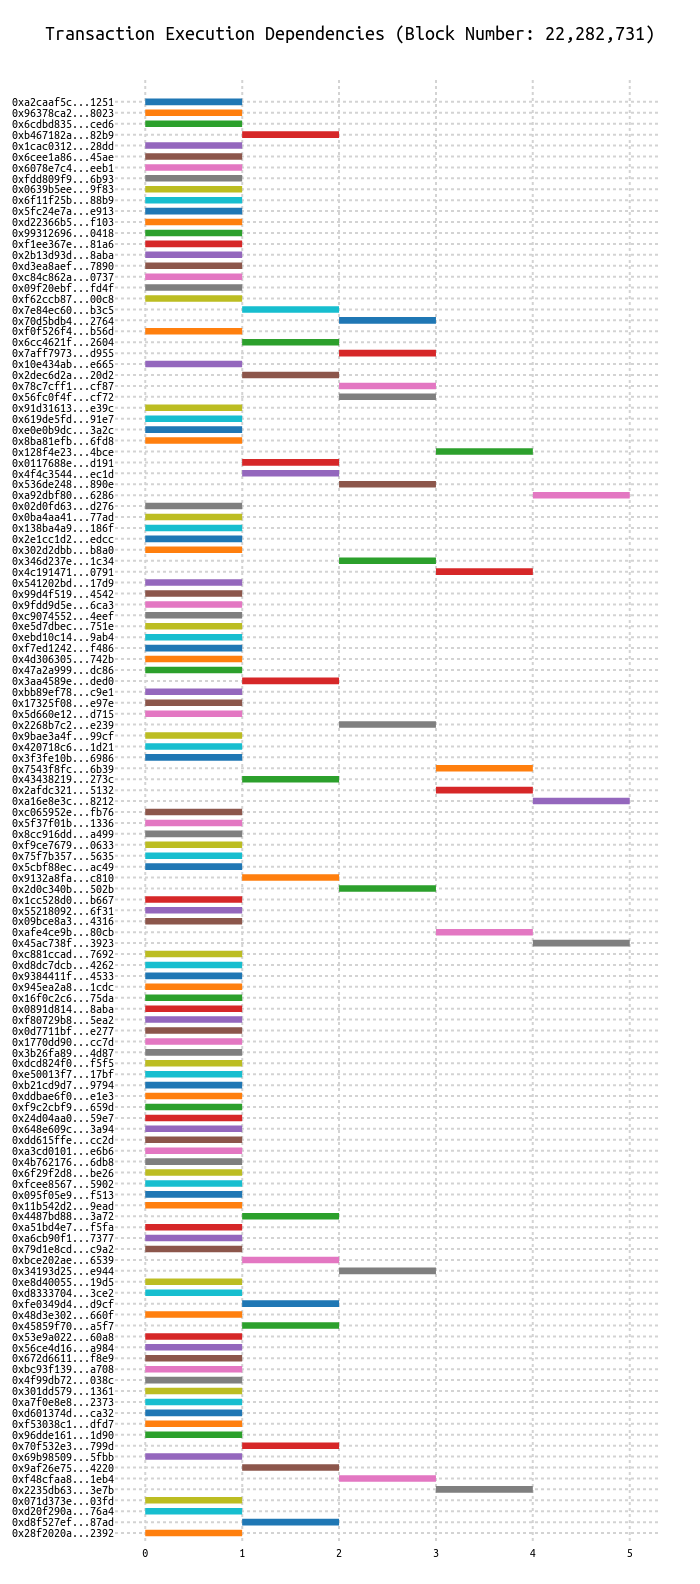 Transaction Execution Dependencies (Block Number: 22,282,731)
0xa2caaf5c...1251
0x96378ca2...8023
0x6cdbd835...ced6
0xb467182a...82b9
0x1cac0312...28dd
0x6cee1a86...45ae
0x6078e7c4...eeb1
0xfdd809f9...6b93
0x0639b5ee...9f83
0x6f11f25b...88b9
0x5fc24e7a...e913
0xd22366b5...f103
0x99312696...0418
0xf1ee367e...81a6
0x2b13d93d...8aba
0xd3ea8aef...7890
0xc84c862a...0737
0x09f20ebf...fd4f
0xf62ccb87...00c8
0x7e84ec60...b3c5
0x70d5bdb4...2764
0xf0f526f4...b56d
0x6cc4621f...2604
0x7aff7973...d955
0x10e434ab...e665
0x2dec6d2a...20d2
0x78c7cff1...cf87
0x56fc0f4f...cf72
0x91d31613...e39c
0x619de5fd...91e7
0xe0e0b9dc...3a2c
0x8ba81efb...6fd8
0x128f4e23...4bce
0x0117688e...d191
0x4f4c3544...ec1d
0x536de248...890e
0xa92dbf80...6286
0x02d0fd63...d276
0x0ba4aa41...77ad
0x138ba4a9...186f
0x2e1cc1d2...edcc
0x302d2dbb...b8a0
0x346d237e...1c34
0x4c191471...0791
0x541202bd...17d9
0x99d4f519...4542
0x9fdd9d5e...6ca3
0xc9074552...4eef
0xe5d7dbec...751e
0xebd10c14...9ab4
0xf7ed1242...f486
0x4d306305...742b
0x47a2a999...dc86
0x3aa4589e...ded0
0xbb89ef78...c9e1
0x17325f08...e97e
0x5d660e12...d715
0x2268b7c2...e239
0x9bae3a4f...99cf
0x420718c6...1d21
0x3f3fe10b...6986
0x7543f8fc...6b39
0x43438219...273c
0x2afdc321...5132
0xa16e8e3c...8212
0xc065952e...fb76
0x5f37f01b...1336
0x8cc916dd...a499
0xf9ce7679...0633
0x75f7b357...5635
0x5cbf88ec...ac49
0x9132a8fa...c810
0x2d0c340b...502b
0x1cc528d0...b667
0x55218092...6f31
0x09bce8a3...4316
0xafe4ce9b...80cb
0x45ac738f...3923
0xc881ccad...7692
0xd8dc7dcb...4262
0x9384411f...4533
0x945ea2a8...1cdc
0x16f0c2c6...75da
0x0891d814...8aba
0xf80729b8...5ea2
0x0d7711bf...e277
0x1770dd90...cc7d
0x3b26fa89...4d87
0xdcd824f0...f5f5
0xe50013f7...17bf
0xb21cd9d7...9794
0xddbae6f0...e1e3
0xf9c2cbf9...659d
0x24d04aa0...59e7
0x648e609c...3a94
0xdd615ffe...cc2d
0xa3cd0101...e6b6
0x4b762176...6db8
0x6f29f2d8...be26
0xfcee8567...5902
0x095f05e9...f513
0x11b542d2...9ead
0x4487bd88...3a72
0xa51bd4e7...f5fa
0xa6cb90f1...7377
0x79d1e8cd...c9a2
0xbce202ae...6539
0x34193d25...e944
0xe8d40055...19d5
0xd8333704...3ce2
0xfe0349d4...d9cf
0x48d3e302...660f
0x45859f70...a5f7
0x53e9a022...60a8
0x56ce4d16...a984
0x672d6611...f8e9
0xbc93f139...a708
0x4f99db72...038c
0x301dd579...1361
0xa7f0e8e8...2373
0xd601374d...ca32
0xf53038c1...dfd7
0x96dde161...1d90
0x70f532e3...799d
0x69b98509...5fbb
0x9af26e75...4220
0xf48cfaa8...1eb4
0x2235db63...3e7b
0x071d373e...03fd
0xd20f290a...76a4
0xd8f527ef...87ad
0x28f2020a...2392
0 1 2 3 4 5